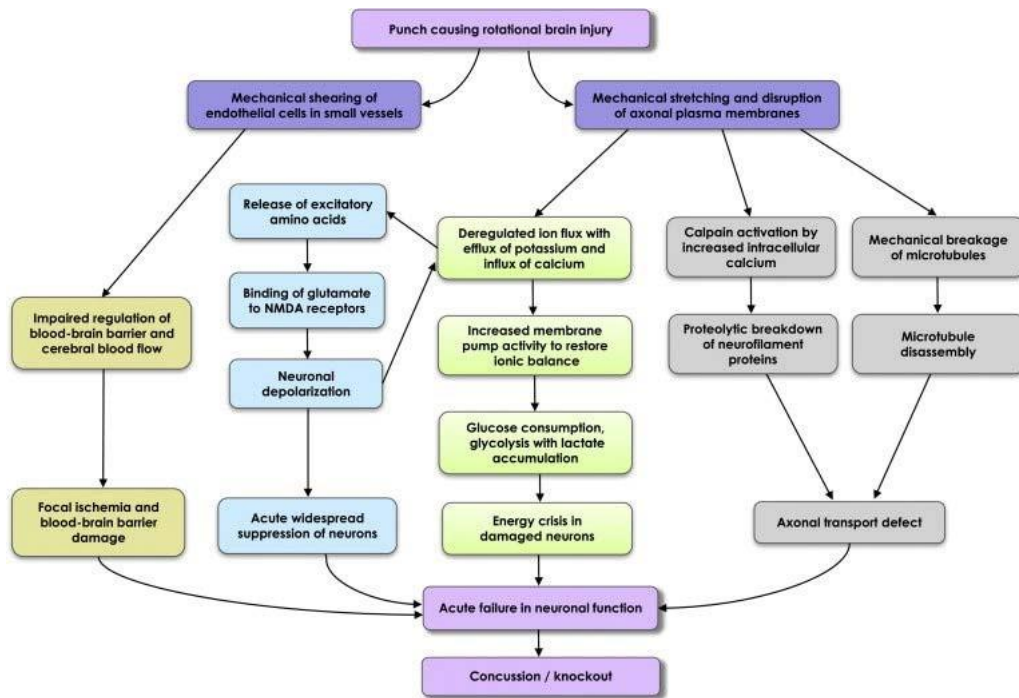 Punch causing rotational brain injury
Mechanical shearing of
endothelial cells in small vessels
Mechanical stretching and disruption
of axonal plasma membranes
Release of excitatory
amino acids
Deregulated ion flux with
efflux of potassium and
influx of calcium
Calpain activation by
increased intracellular
calcium
Mechanical breakage
of microtubules
Binding of glutamate
to NMDA receptors
Impaired regulation of
blood-brain barrier and
cerebral blood flow
Increased membrane
pump activity to restore
ionic balance
Proteolytic breakdown
of neurofilament
proteins
Microtubule
disassembly
Neuronal
depolarization
Glucose consumption,
glycolysis with lactate
accumulation
Focal ischemia and
blood-brain barrier
damage
Acute widespread
suppression of neurons
Energy crisis in
damaged neurons
Axonal transport defect
Acute failure in neuronal function
Concussion / knockout